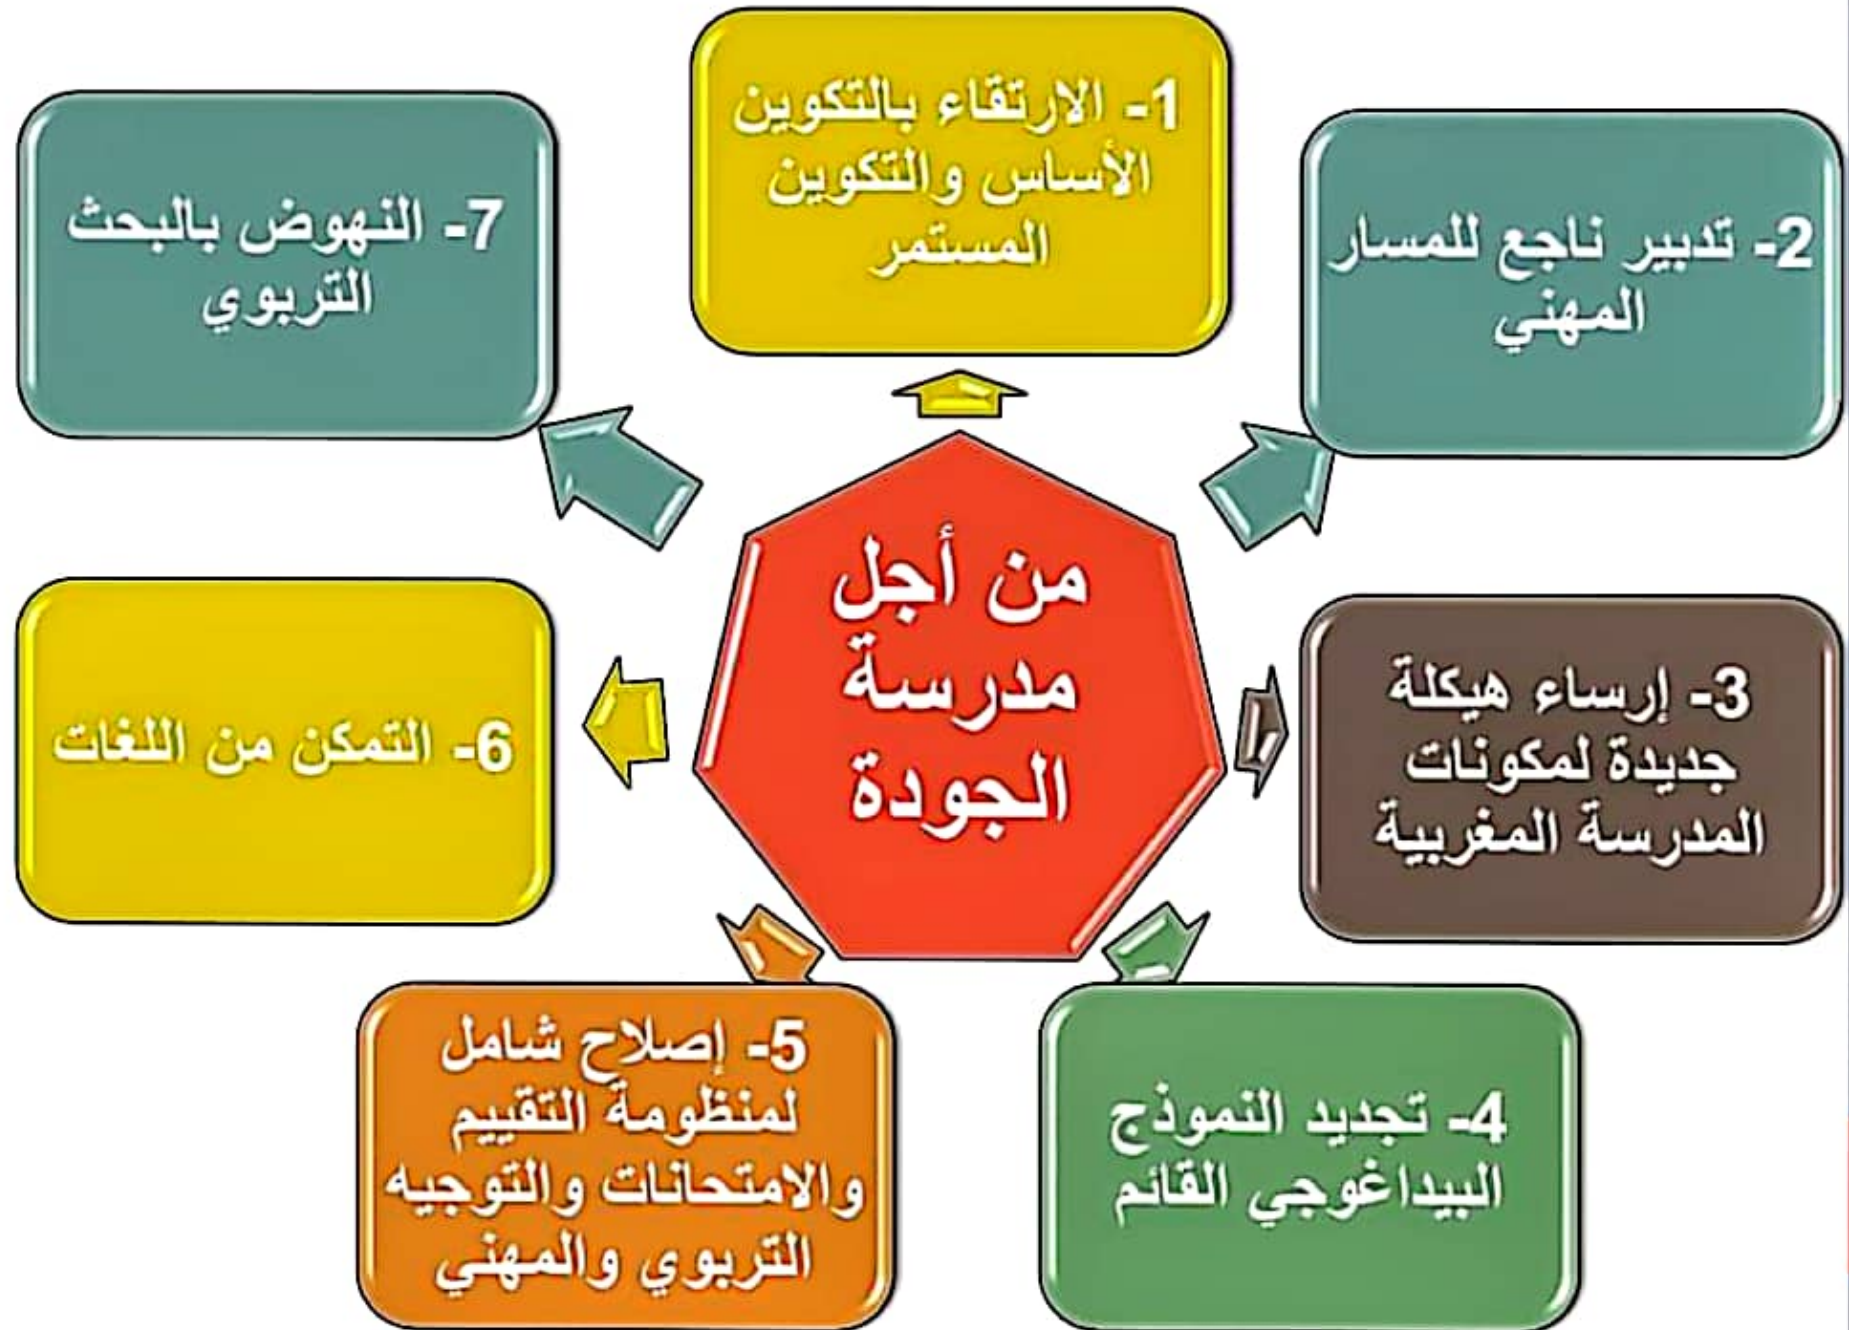 من أجل
مدرسة
الجودة
1- الارتقاء بالتكوين
الأساس والتكوين
المستمر
2- تدبير ناجع للمسار
المهني
3- إرساء هيكلة
جديدة لمكونات
المدرسة المغربية
4- تجديد النموذج
البيداغوجي القائم
5- إصلاح شامل
لمنظومة التقييم
والامتحانات والتوجيه
التربوي والمهني
6- التمكن من اللغات
7- النهوض بالبحث
التربوي